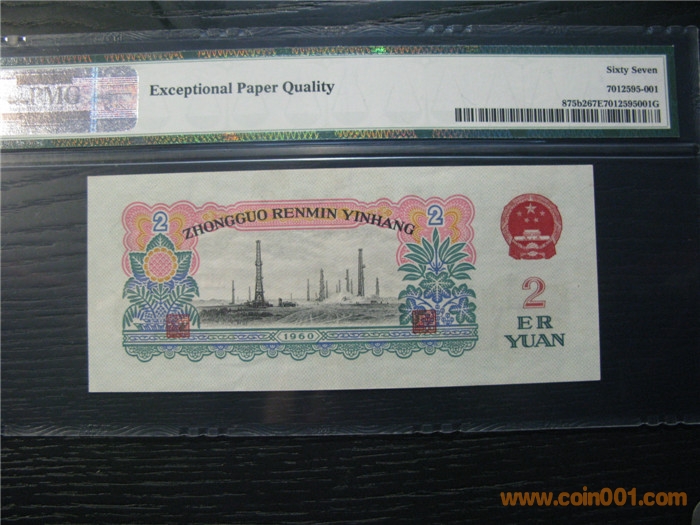 PMG
Exceptional Paper Quality
Sixty Seven
7012595-001
875b267E7012595001G
2
2
ZHONGGUO RENMIN YINHANG
1960
2
ER
YUAN
www.coin001.com